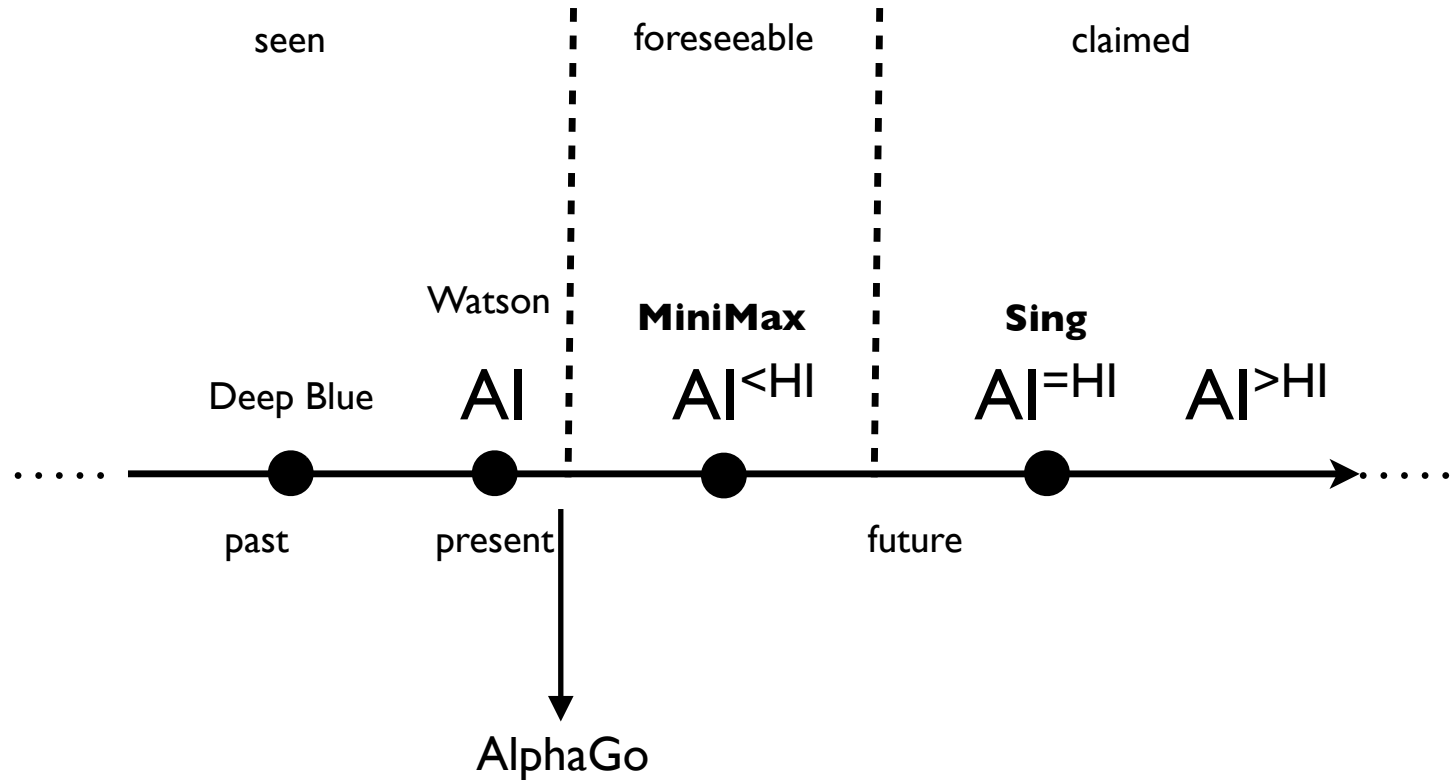 seen foreseeable claimed
Watson
MiniMax Sing
Deep Blue AI AI<HI AI=HI AI>HI
..... .....
past present future
AlphaGo